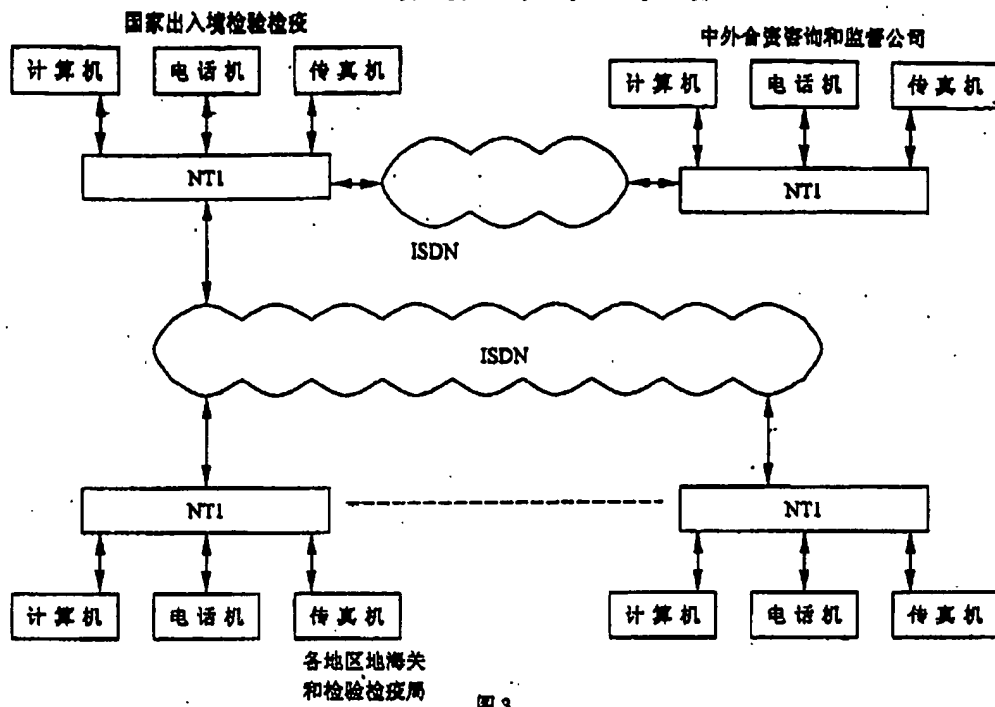 国家出入境检验检疫
中外合资咨询和监督公司
计算机 电话机 传真机
计算机 电话机 传真机
NT1
NT1
ISDN
ISDN
NT1
NT1
计算机 电话机 传真机
计算机 电话机 传真机
各地区地海关
和检验检疫局
图3